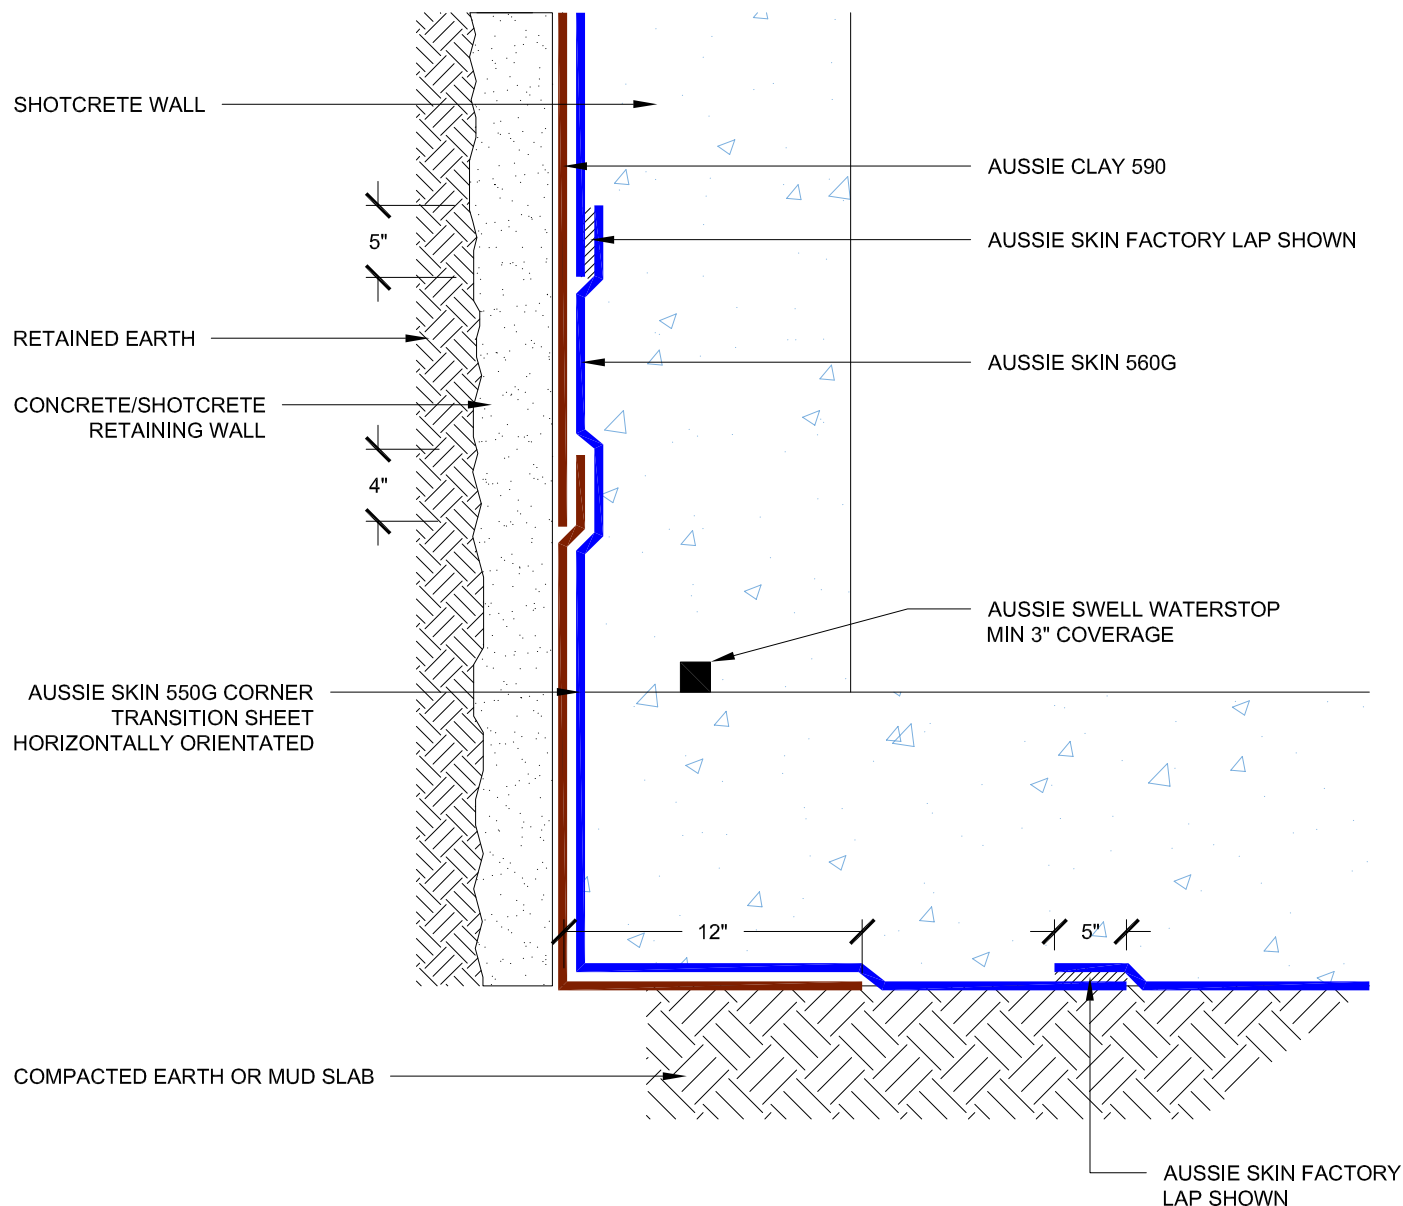 SHOTCRETE WALL
AUSSIE CLAY 590
5"
AUSSIE SKIN FACTORY LAP SHOWN
RETAINED EARTH
AUSSIE SKIN 560G
CONCRETE/SHOTCRETE
RETAINING WALL
4"
AUSSIE SWELL WATERSTOP
MIN 3" COVERAGE
AUSSIE SKIN 550G CORNER
TRANSITION SHEET
HORIZONTALLY ORIENTATED
12"
5"
COMPACTED EARTH OR MUD SLAB
AUSSIE SKIN FACTORY
LAP SHOWN